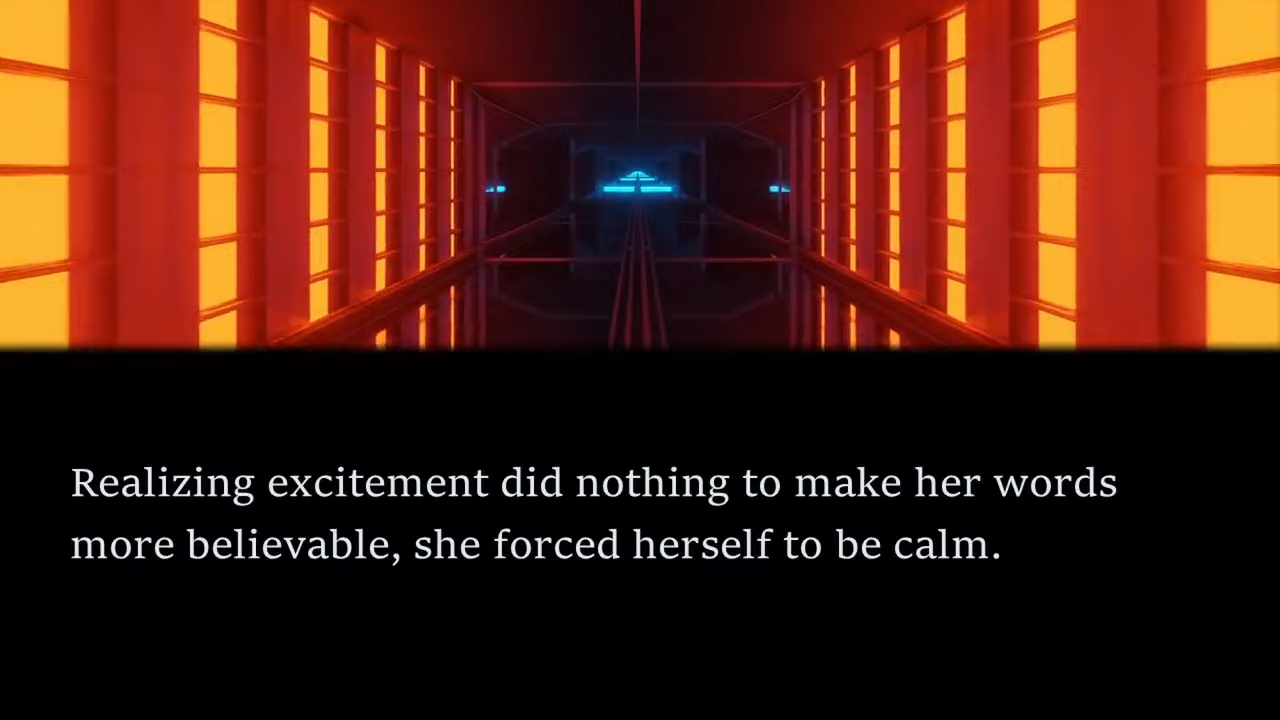 Realizing excitement did nothing to make her words
more believable, she forced herself to be calm.